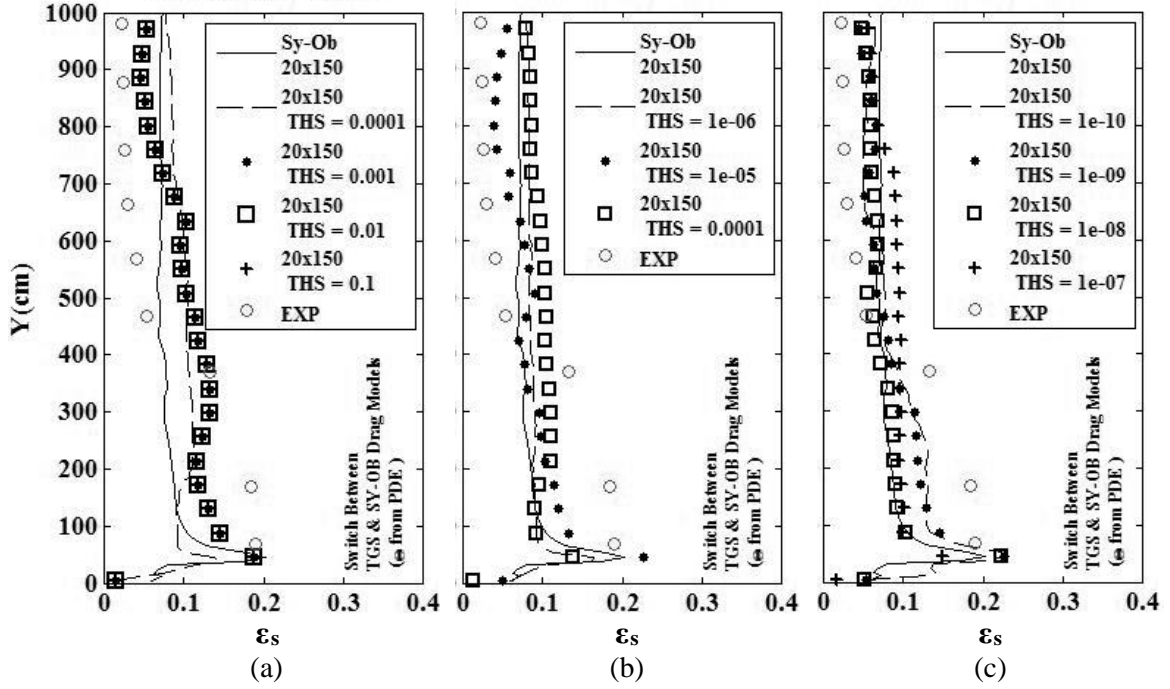 1000
900
800
700
600
500
400
300
200
100
0
Y(cm)
Sy-Ob
20x150
20x150
THS = 0.0001
20x150
THS = 0.001
20x150
THS = 0.01
20x150
THS = 0.1
EXP
Switch Between
TGS & SY-OB Drag Models
(Θ from PDE )
0 0.1 0.2 0.3 0.4
εs
(a)
Sy-Ob
20x150
20x150
THS = 1e-06
20x150
THS = 1e-05
20x150
THS = 0.0001
EXP
Switch Between
TGS & SY-OB Drag Models
(Θ from PDE )
0 0.1 0.2 0.3 0.4
εs
(b)
Sy-Ob
20x150
20x150
THS = 1e-10
20x150
THS = 1e-09
20x150
THS = 1e-08
20x150
THS = 1e-07
EXP
Switch Between
TGS & SY-OB Drag Models
(Θ from PDE )
0 0.1 0.2 0.3 0.4
εs
(c)